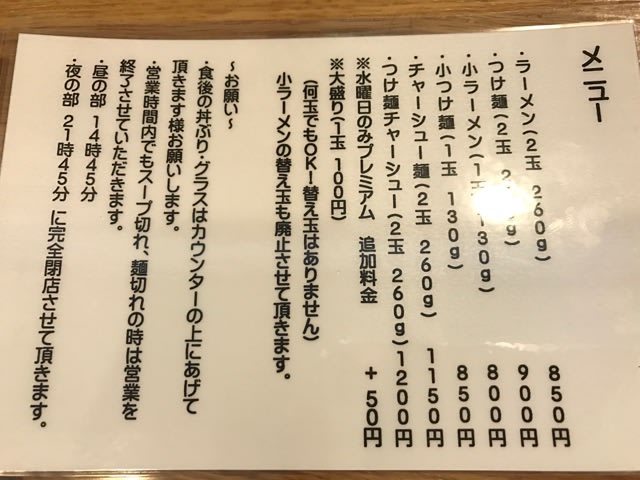 メニュー
・ラーメン(2玉 260g) 850円
・つけ麺(2玉 g) 900円
・小ラーメン(1玉 130g) 800円
・小つけ麺(1玉 130g) 850円
・チャーシュー麺(2玉 260g) 1150円
・つけ麺チャーシュー(2玉 260g) 1200円
※水曜日のみプレミアム 追加料金 +50円
※大盛り(1玉 100円)
(何玉でもOK!替え玉はありません)
小ラーメンの替え玉も廃止させて頂きます。
〜お願い〜
・食後の丼ぶり・グラスはカウンターの上にあげて
頂きます様お願いします。
・営業時間内でもスープ切れ、麺切れの時は営業を
終了させていただきます。
・昼の部 14時45分
・夜の部 21時45分 に完全閉店させて頂きます。